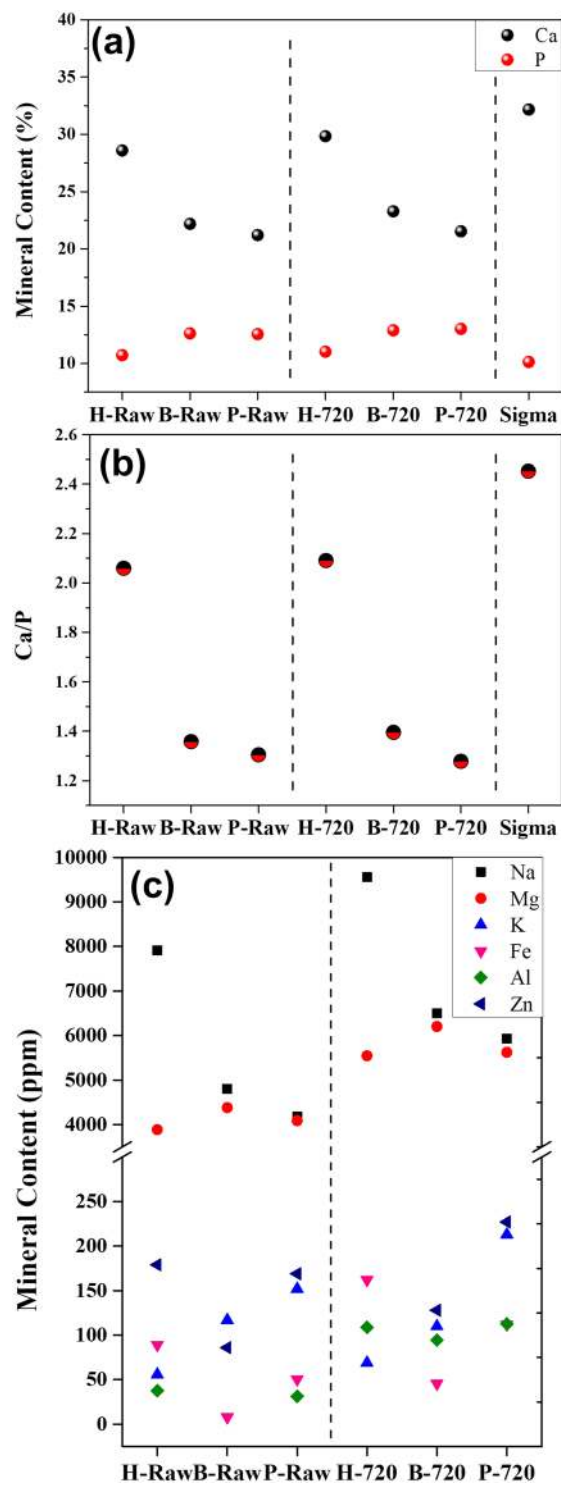 (a)
Ca
P
Mineral Content (%)
40
35
30
25
20
15
10
H-Raw B-Raw P-Raw H-720 B-720 P-720 Sigma
(b)
Ca/P
2.6
2.4
2.2
2.0
1.8
1.6
1.4
1.2
H-Raw B-Raw P-Raw H-720 B-720 P-720 Sigma
(c)
Na
Mg
K
Fe
Al
Zn
Mineral Content (ppm)
10000
9000
8000
7000
6000
5000
4000
250
200
150
100
50
0
H-Raw B-Raw P-Raw H-720 B-720 P-720